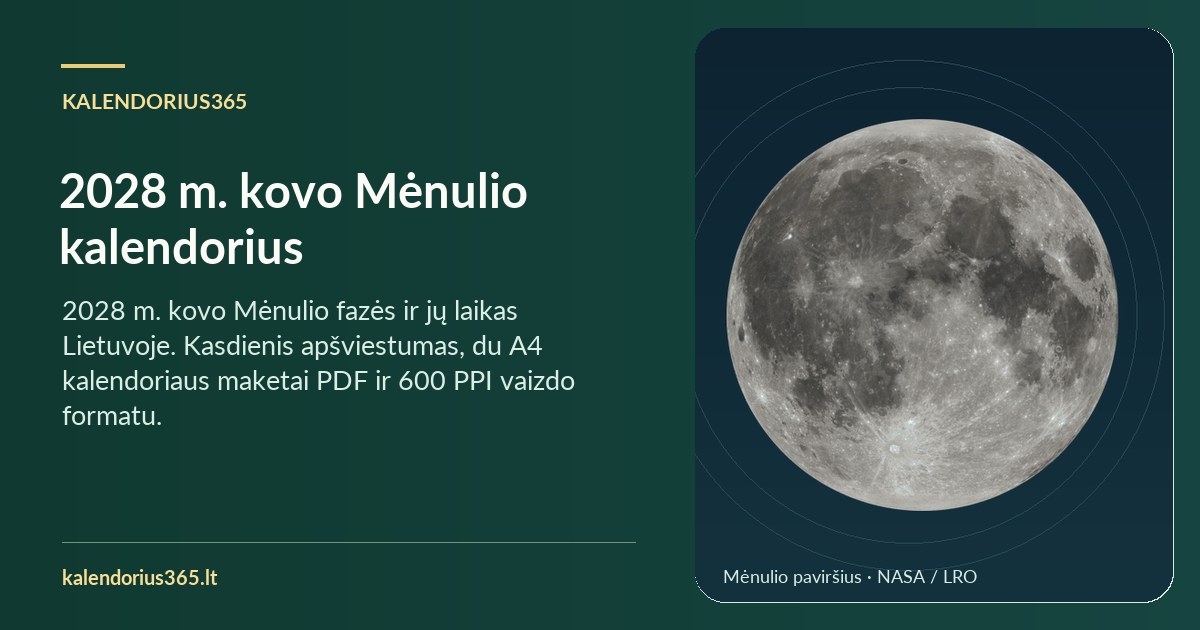 KALENDORIUS365
2028 m. kovo Mėnulio
kalendorius
2028 m. kovo Mėnulio fazės ir jų laikas
Lietuvoje. Kasdienis apšviestumas, du A4
kalendoriaus maketai PDF ir 600 PPI vaizdo
formatu.
kalendorius365.lt
Mėnulio paviršius · NASA / LRO